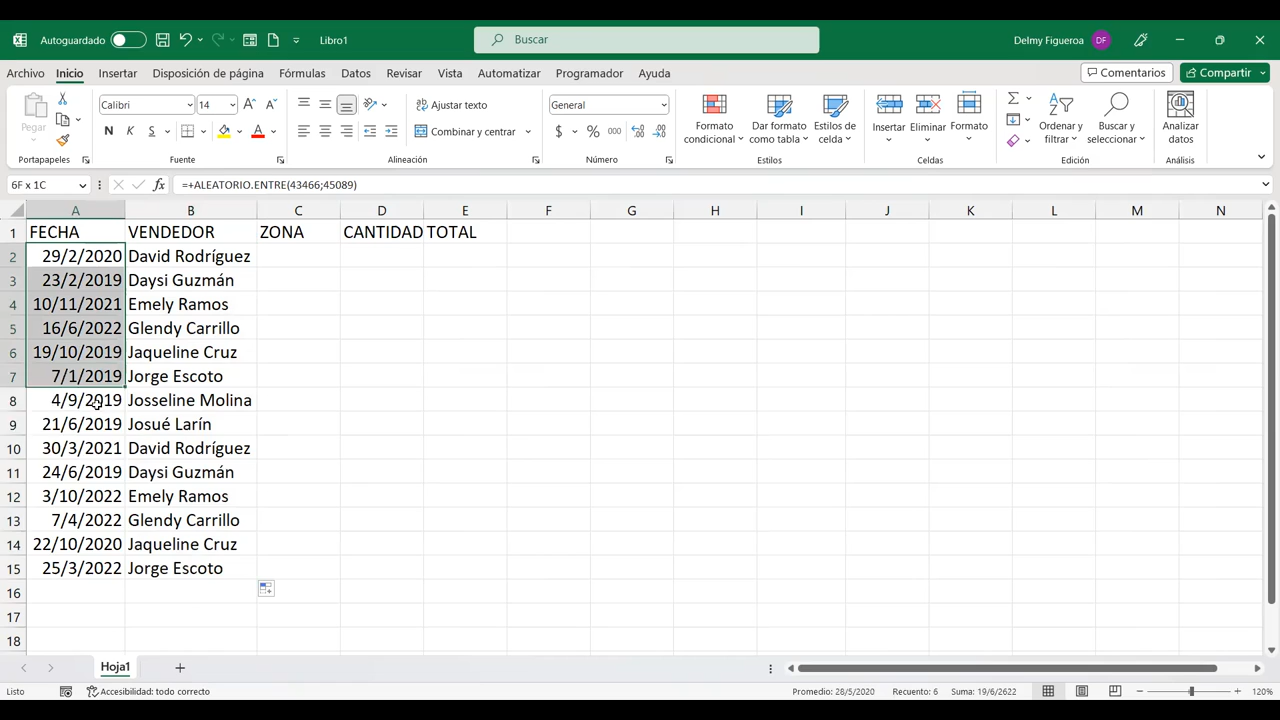 Autoguardado Libro1 Buscar Delmy Figueroa DF
Archivo Inicio Insertar Disposición de página Fórmulas Datos Revisar Vista Automatizar Programador Ayuda Comentarios Compartir
Pegar Calibri 14 Ajustar texto General Formato condicional Dar formato como tabla Estilos de celda Insertar Eliminar Formato Ordenar y filtrar Buscar y seleccionar Analizar datos
N K S Combinar y centrar $ % 000
Portapapeles Fuente Alineación Número Estilos Celdas Edición Análisis
6F x 1C fx =+ALEATORIO.ENTRE(43466;45089)
A B C D E F G H I J K L M N
1 FECHA VENDEDOR ZONA CANTIDAD TOTAL
2 29/2/2020 David Rodríguez
3 23/2/2019 Daysi Guzmán
4 10/11/2021 Emely Ramos
5 16/6/2022 Glendy Carrillo
6 19/10/2019 Jaqueline Cruz
7 7/1/2019 Jorge Escoto
8 4/9/2019 Josseline Molina
9 21/6/2019 Josué Larín
10 30/3/2021 David Rodríguez
11 24/6/2019 Daysi Guzmán
12 3/10/2022 Emely Ramos
13 7/4/2022 Glendy Carrillo
14 22/10/2020 Jaqueline Cruz
15 25/3/2022 Jorge Escoto
16
17
18
Hoja1
Listo Accesibilidad: todo correcto Promedio: 28/5/2020 Recuento: 6 Suma: 19/6/2622 120%